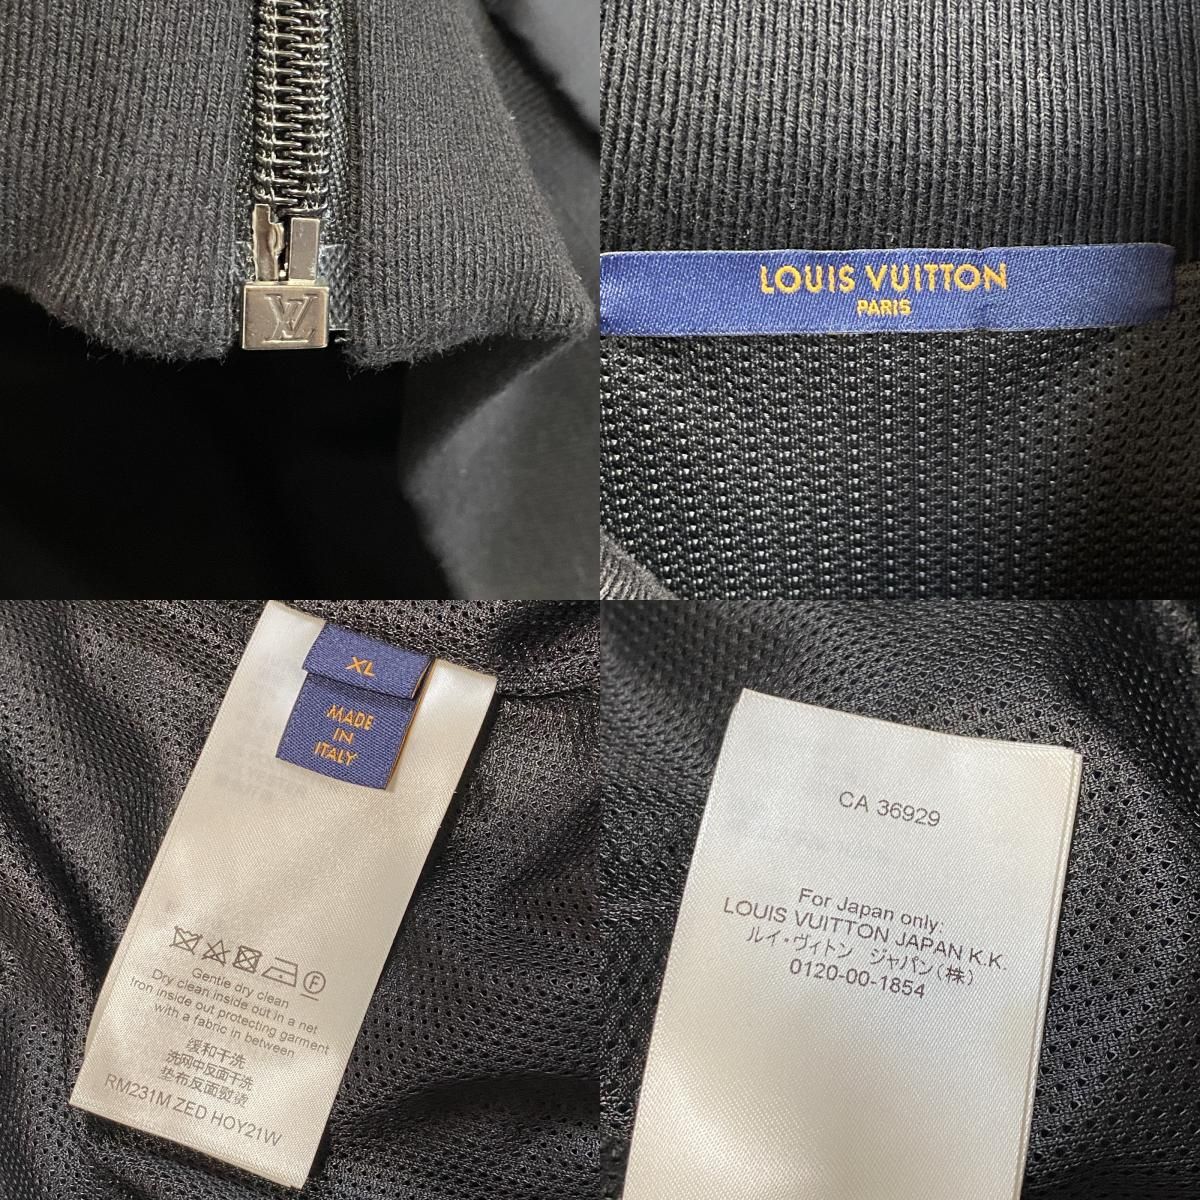 LV
LOUIS VUITTON
PARIS
XL
MADE
IN
ITALY
Gentle dry clean
Dry clean inside out in a net
Iron inside out protecting garment
with a fabric in between
缓和干洗
洗网中反面干洗
垫布反面熨烫
RM231M ZED HOY21W
F
CA 36929
For Japan only:
LOUIS VUITTON JAPAN K.K.
ルイ・ヴィトン ジャパン(株)
0120-00-1854